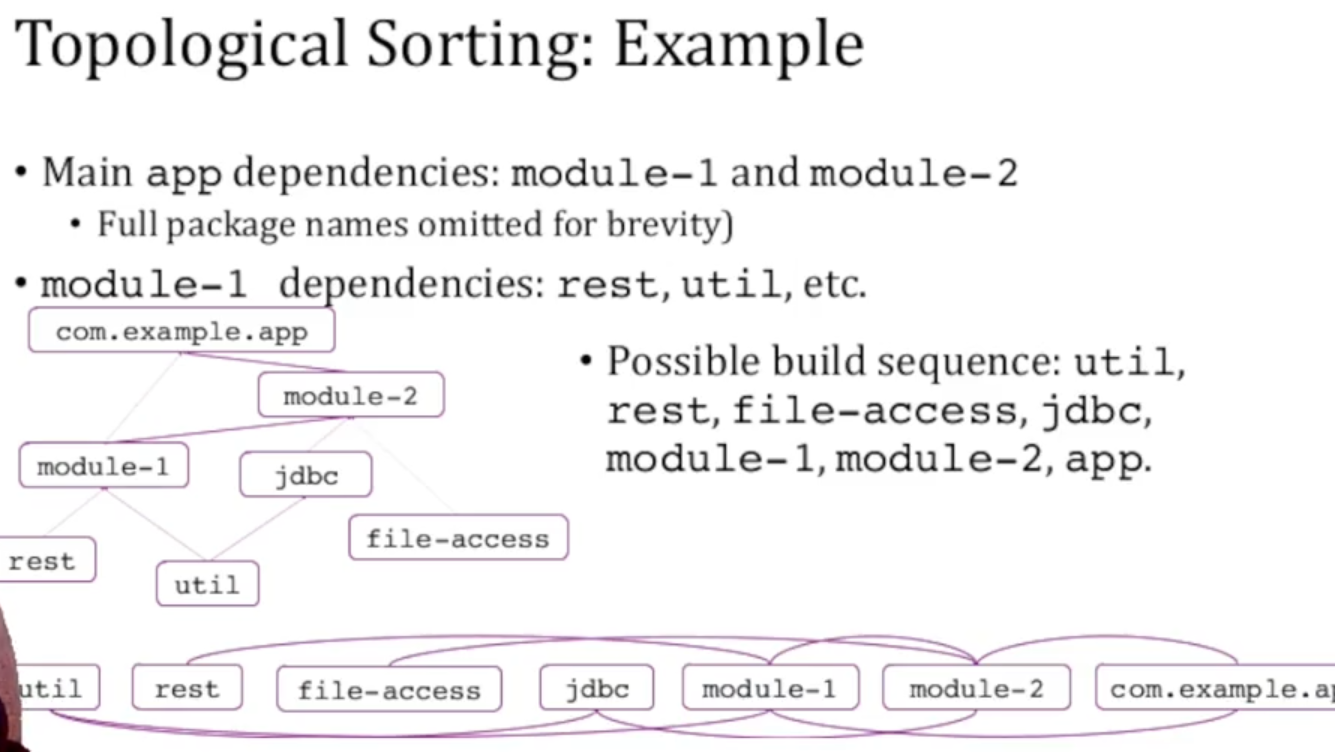 Topological Sorting: Example
• Main app dependencies: module-1 and module-2
• Full package names omitted for brevity)
• module-1 dependencies: rest, util, etc.
com.example.app
module-2
module-1
jdbc
file-access
rest
util
• Possible build sequence: util,
rest, file-access, jdbc,
module-1, module-2, app.
util rest file-access jdbc module-1 module-2 com.example.ap